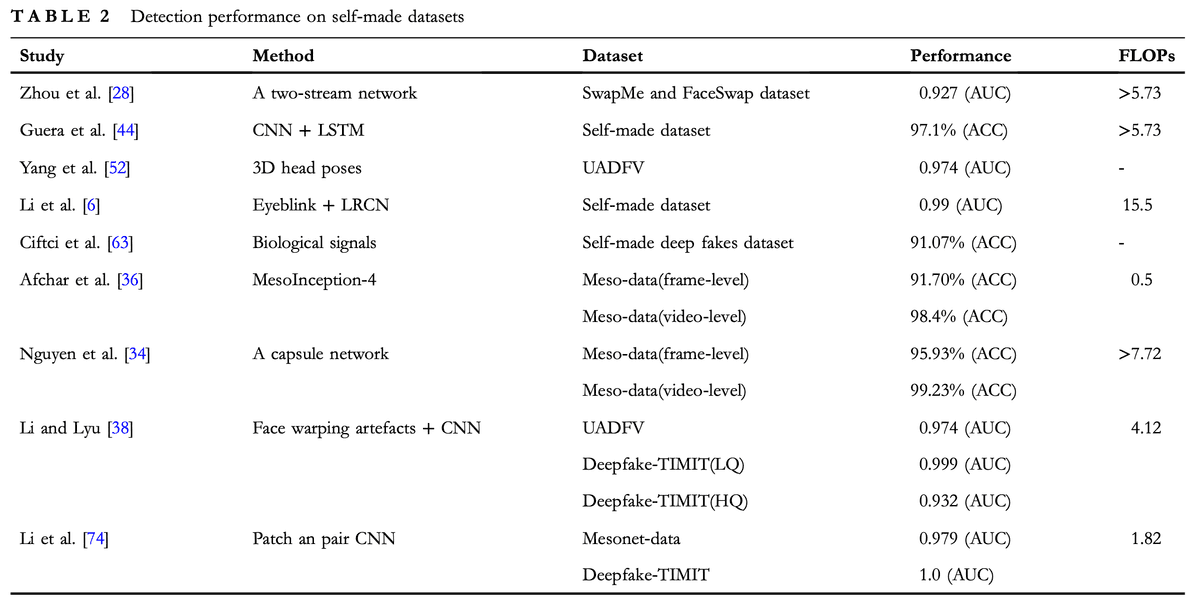 TABLE 2 Detection performance on self-made datasets
Study Method Dataset Performance FLOPs
Zhou et al. [28] A two-stream network SwapMe and FaceSwap dataset 0.927 (AUC) >5.73
Guera et al. [44] CNN + LSTM Self-made dataset 97.1% (ACC) >5.73
Yang et al. [52] 3D head poses UADFV 0.974 (AUC) -
Li et al. [6] Eyeblink + LRCN Self-made dataset 0.99 (AUC) 15.5
Ciftci et al. [63] Biological signals Self-made deep fakes dataset 91.07% (ACC) -
Afchar et al. [36] MesoInception-4 Meso-data(frame-level) 91.70% (ACC) 0.5
Meso-data(video-level) 98.4% (ACC)
Nguyen et al. [34] A capsule network Meso-data(frame-level) 95.93% (ACC) >7.72
Meso-data(video-level) 99.23% (ACC)
Li and Lyu [38] Face warping artefacts + CNN UADFV 0.974 (AUC) 4.12
Deepfake-TIMIT(LQ) 0.999 (AUC)
Deepfake-TIMIT(HQ) 0.932 (AUC)
Li et al. [74] Patch an pair CNN Mesonet-data 0.979 (AUC) 1.82
Deepfake-TIMIT 1.0 (AUC)